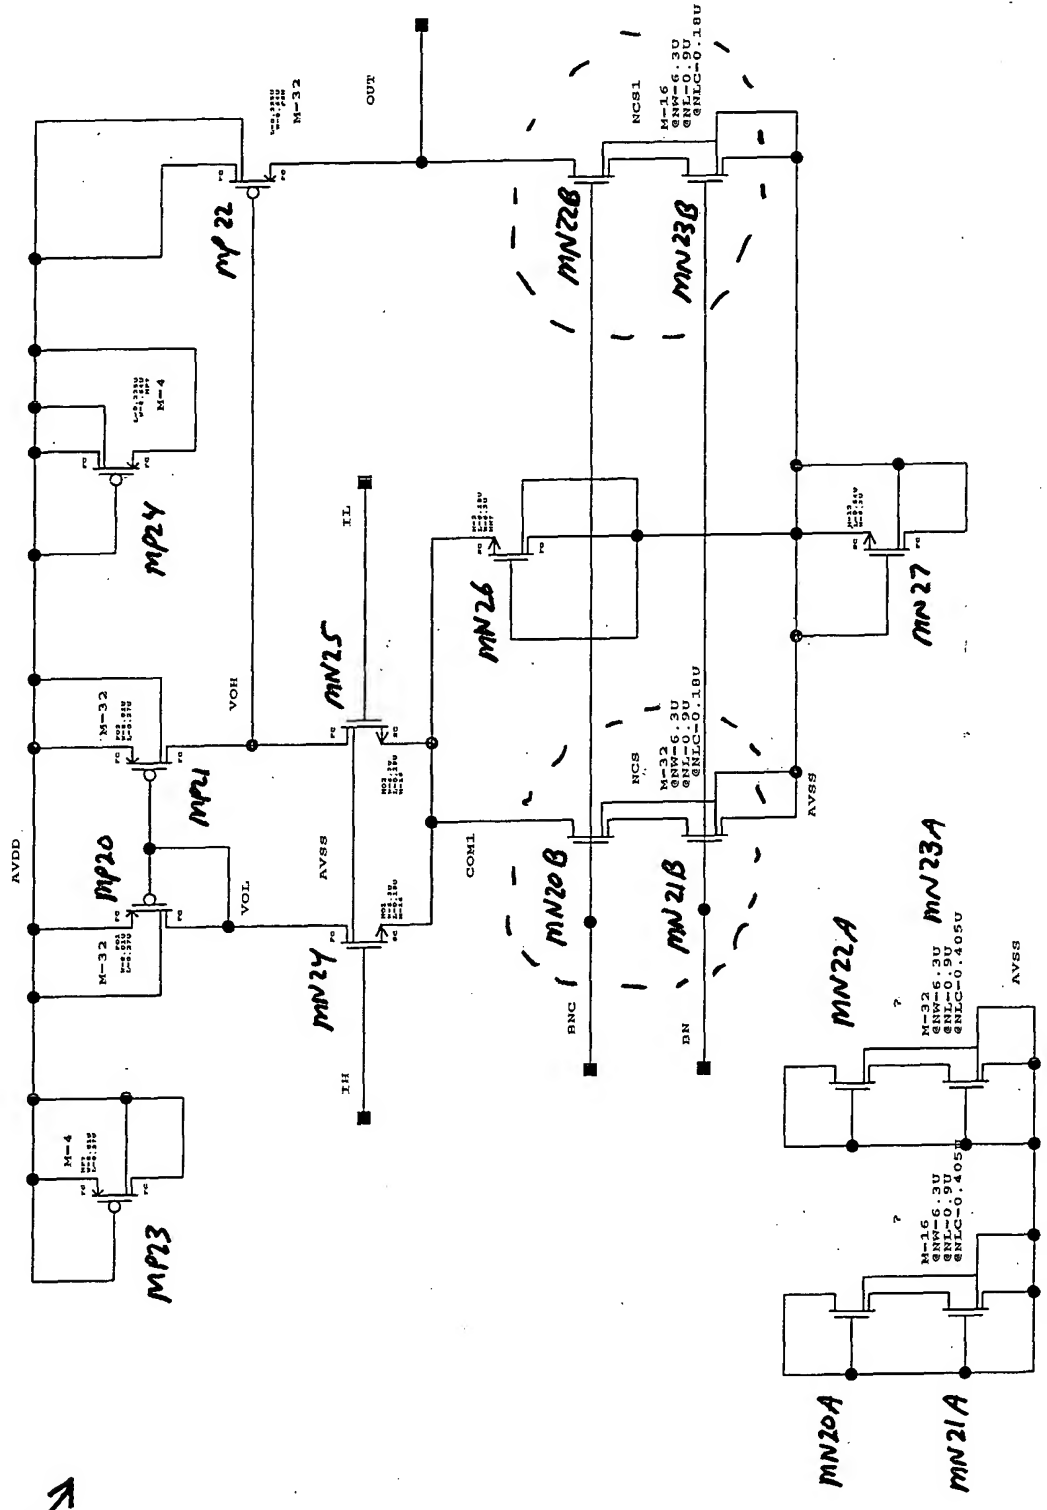 AVDD
M-4
M-32
M-32
M-4
M-32
MP23
MP20
MP21
MP24
MP22
VOL
VOH
AVSS
MN24
MN25
IH
IL
OUT
COM1
MN26
MN20B
MN22B
BNC
NCS
NCS1
M-32
@NW-6.3U
@NL-0.9U
@NLC-0.18U
M-16
@NW-6.3U
@NL-0.9U
@NLC-0.18U
MN21B
MN23B
BN
AVSS
MN27
MN20A
MN22A
MN23A
?
M-16
@NW-6.3U
@NL-0.9U
@NLC-0.405U
?
M-32
@NW-6.3U
@NL-0.9U
@NLC-0.405U
MN21A
AVSS